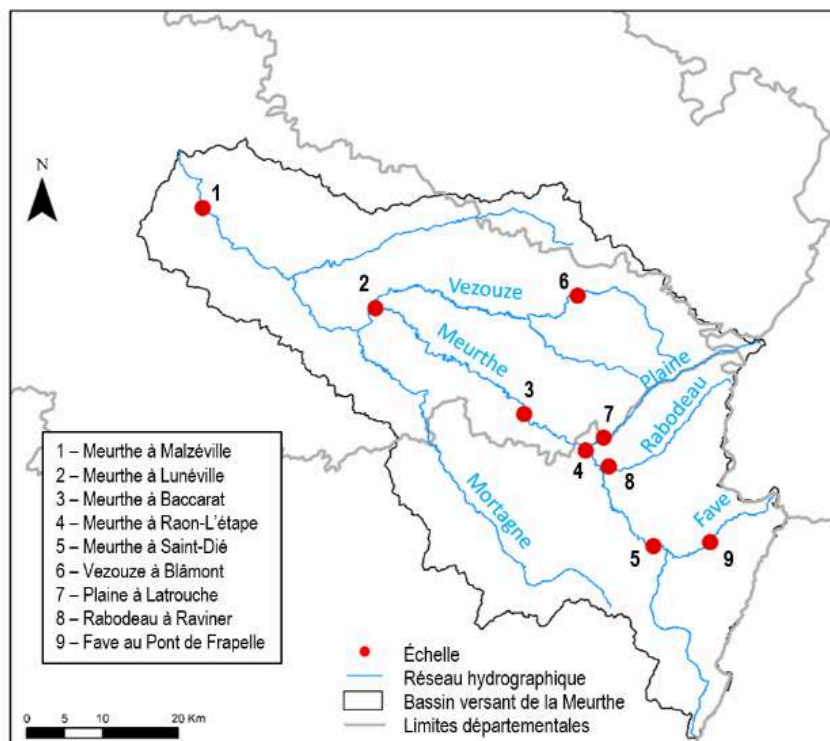 N
1
2
Vezouze
6
Meurthe
Plaine
Rabodeau
3
7
4
8
Mortagne
Fave
5
9
1 – Meurthe à Malzéville
2 – Meurthe à Lunéville
3 – Meurthe à Baccarat
4 – Meurthe à Raon-L'étape
5 – Meurthe à Saint-Dié
6 – Vezouze à Blâmont
7 – Plaine à Latrouche
8 – Rabodeau à Raviner
9 – Fave au Pont de Frapelle
Échelle
Réseau hydrographique
Bassin versant de la Meurthe
Limites départementales
0 5 10 20 Km